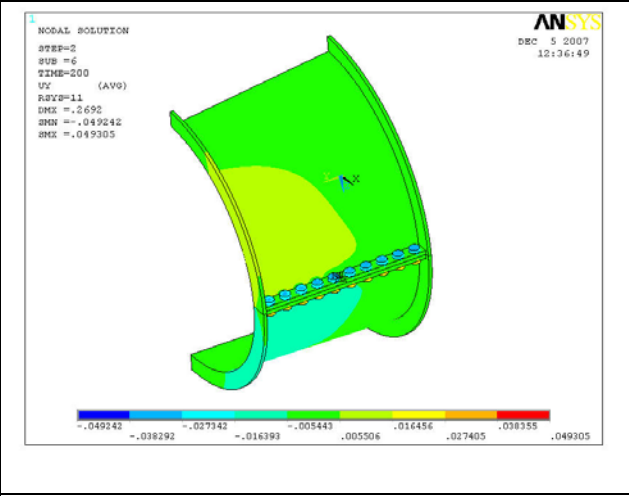 1
NODAL SOLUTION
STEP=2
SUB =6
TIME=200
UY (AVG)
RSYS=11
DMX =.2692
SMN =-.049242
SMX =.049305
ANSYS
DEC 5 2007
12:36:49
X
-.049242 -.027342 -.005443 .016456 .038355
-.038292 -.016393 .005506 .027405 .049305